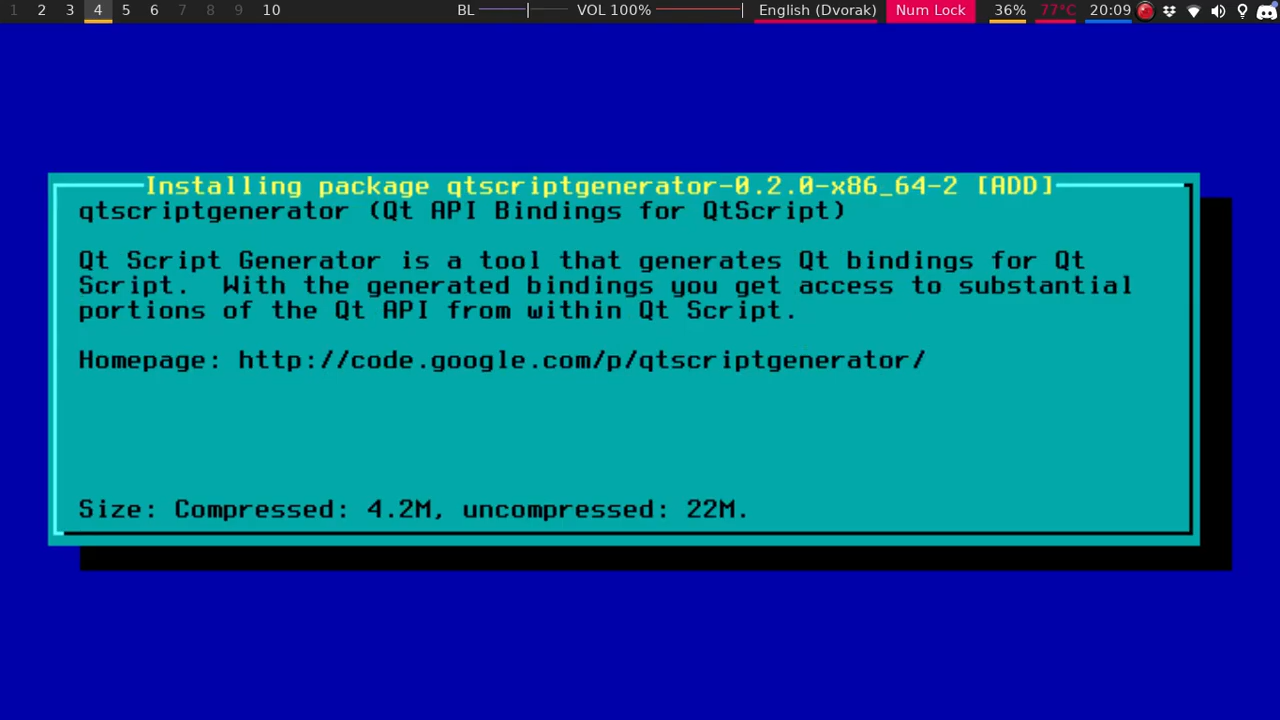 1 2 3 4 5 6 7 8 9 10 BL VOL 100% English (Dvorak) Num Lock 36% 77°C 20:09
Installing package qtscriptgenerator-0.2.0-x86_64-2 [ADD]
qtscriptgenerator (Qt API Bindings for QtScript)
Qt Script Generator is a tool that generates Qt bindings for Qt
Script.  With the generated bindings you get access to substantial
portions of the Qt API from within Qt Script.
Homepage: http://code.google.com/p/qtscriptgenerator/
Size: Compressed: 4.2M, uncompressed: 22M.